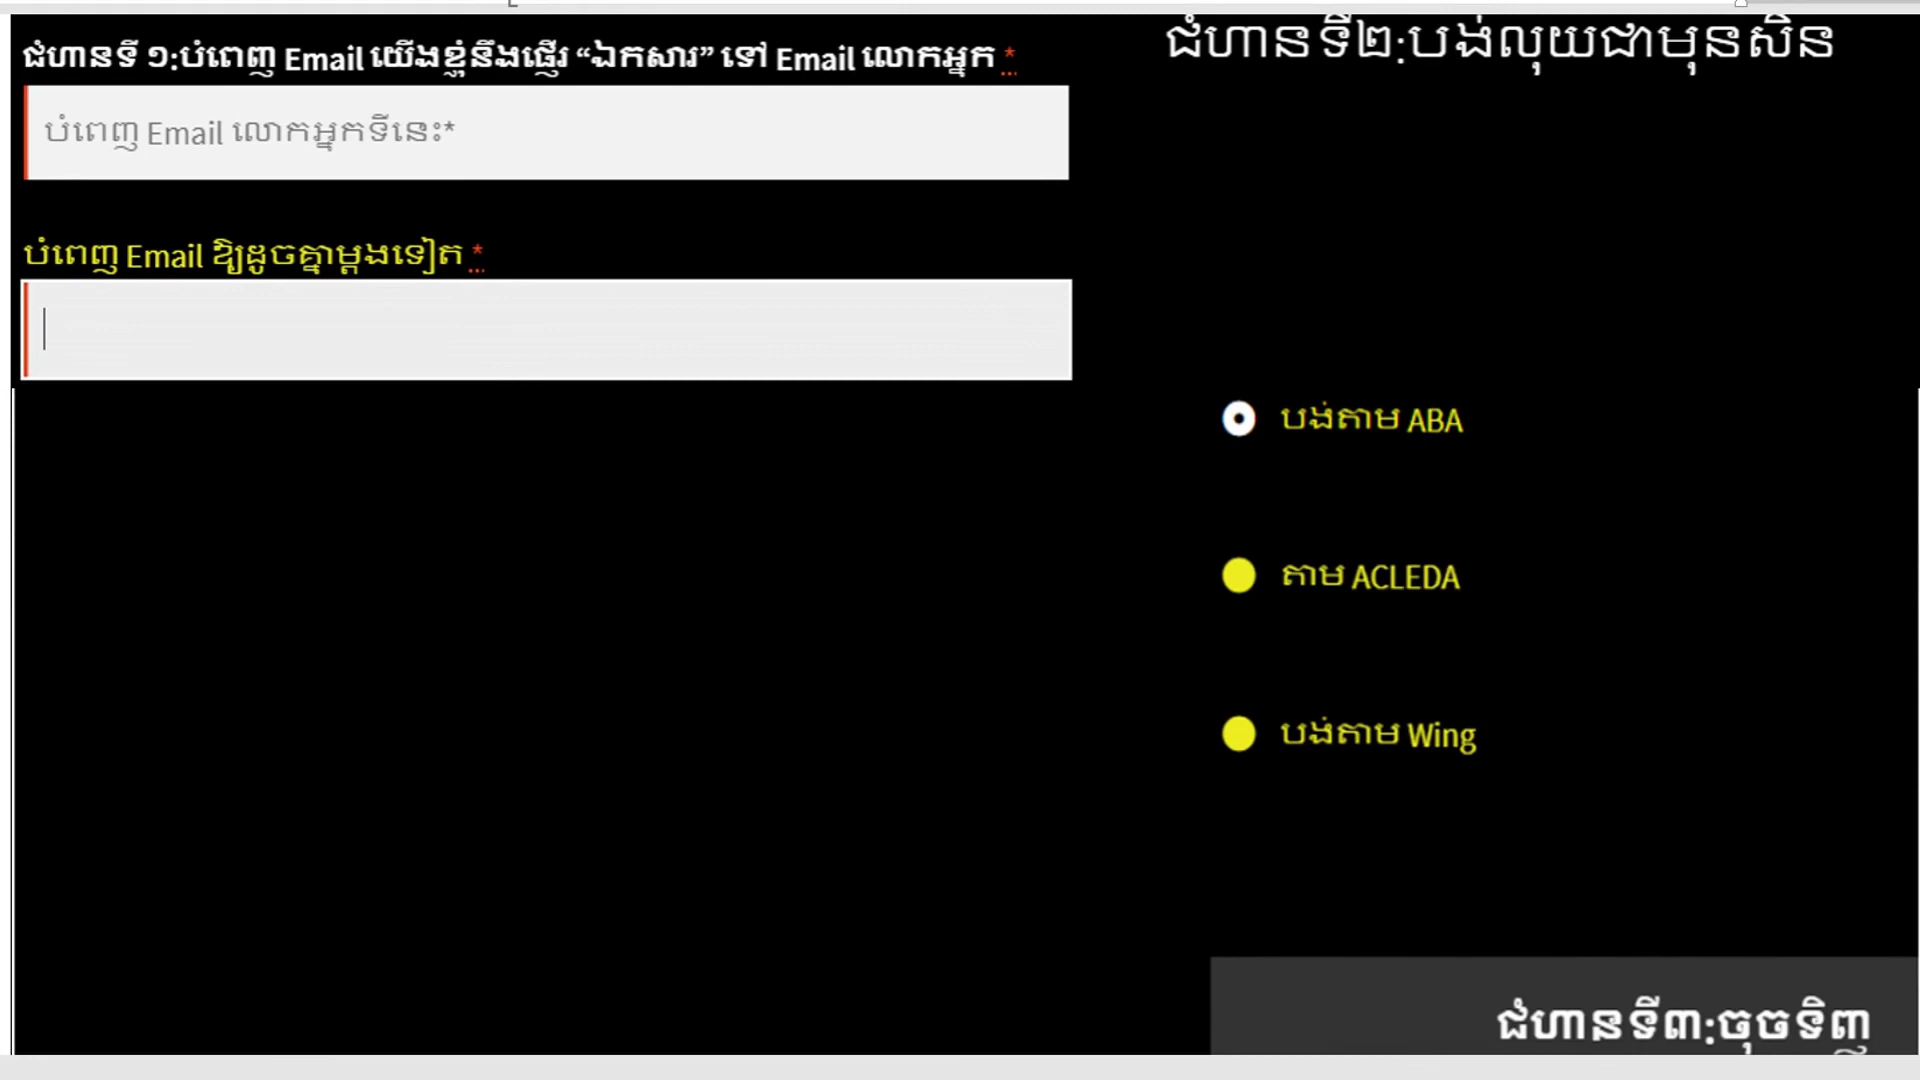 ជំហានទី ១:បំពេញ Email យើងខ្ញុំនឹងផ្ញើរ “ឯកសារ” ទៅ Email លោកអ្នក *
បំពេញ Email លោកអ្នកទីនេះ*
បំពេញ Email ឱ្យដូចគ្នាម្តងទៀត *
ជំហានទី២:បង់លុយជាមុនសិន
បង់តាម ABA
តាម ACLEDA
បង់តាម Wing
ជំហានទី៣:ចុចទិញ